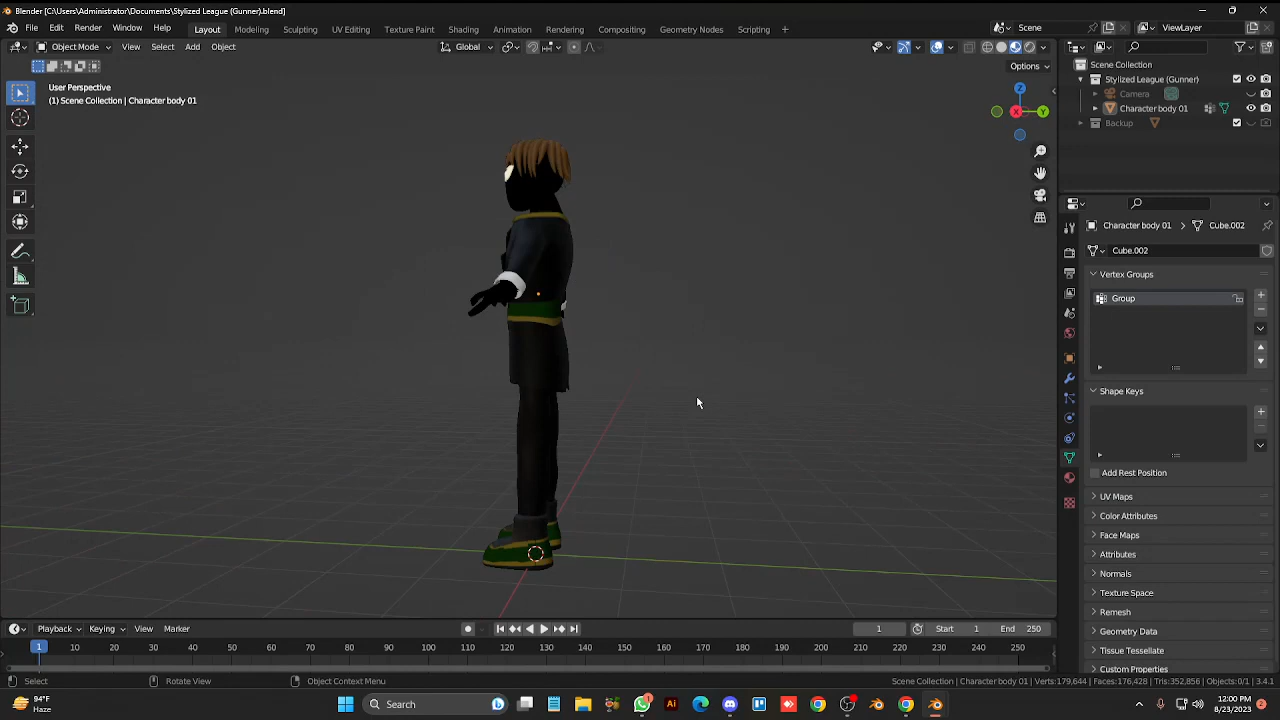 Blender [C:\Users\Administrator\Documents\Stylized League (Gunner).blend]
File Edit Render Window Help Layout Modeling Sculpting UV Editing Texture Paint Shading Animation Rendering Compositing Geometry Nodes Scripting + Scene ViewLayer
Object Mode View Select Add Object Global
Options
User Perspective
(1) Scene Collection | Character body 01
Z
X
Y
Scene Collection
Stylized League (Gunner)
Camera
Character body 01
Backup
Character body 01 > Cube.002
Cube.002
Vertex Groups
Group
Shape Keys
Add Rest Position
UV Maps
Color Attributes
Face Maps
Attributes
Normals
Texture Space
Remesh
Geometry Data
Tissue Tessellate
Custom Properties
Playback Keying View Marker 1 Start 1 End 250
1 10 20 30 40 50 60 70 80 90 100 110 120 130 140 150 160 170 180 190 200 210 220 230 240 250
Select Rotate View Object Context Menu Scene Collection | Character body 01 | Verts:179,644 | Faces:176,428 | Tris:352,856 | Objects:0/1 | 3.4.1
94°F
Haze
Search
1
Ai
12:00 PM
8/23/2023
2